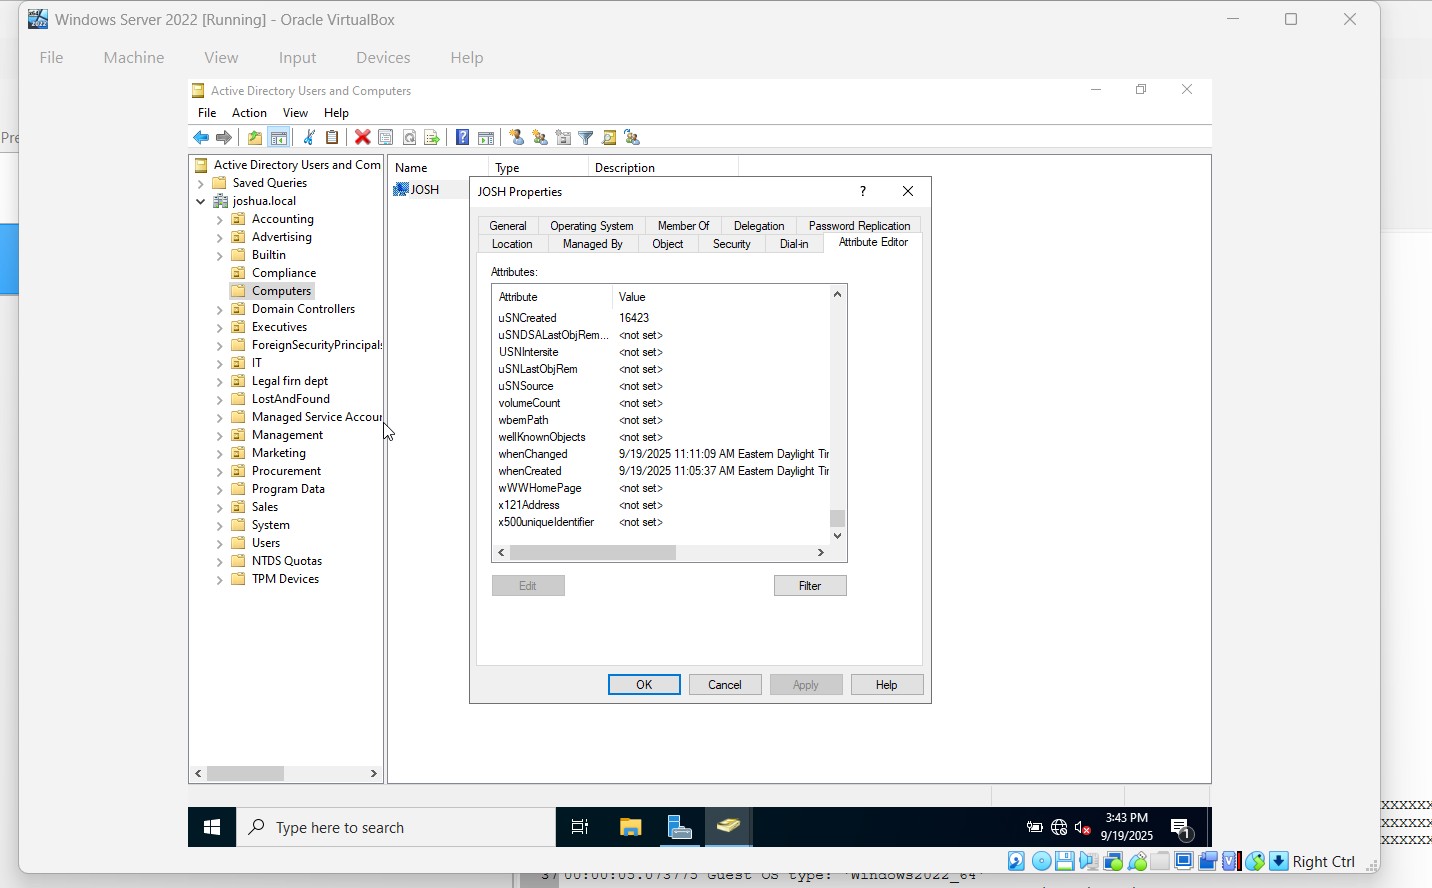 Windows Server 2022 [Running] - Oracle VirtualBox
File Machine View Input Devices Help
Pre
Active Directory Users and Computers
File Action View Help
Active Directory Users and Com
Saved Queries
joshua.local
Accounting
Advertising
Builtin
Compliance
Computers
Domain Controllers
Executives
ForeignSecurityPrincipals
IT
Legal firn dept
LostAndFound
Managed Service Accour
Management
Marketing
Procurement
Program Data
Sales
System
Users
NTDS Quotas
TPM Devices
Name Type Description
JOSH
JOSH Properties
General Operating System Member Of Delegation Password Replication
Location Managed By Object Security Dial-in Attribute Editor
Attributes:
Attribute Value
uSNCreated 16423
uSNDSALastObjRem... <not set>
USNIntersite <not set>
uSNLastObjRem <not set>
uSNSource <not set>
volumeCount <not set>
wbemPath <not set>
wellKnownObjects <not set>
whenChanged 9/19/2025 11:11:09 AM Eastern Daylight Tir
whenCreated 9/19/2025 11:05:37 AM Eastern Daylight Tir
wWWHomePage <not set>
x121Address <not set>
x500uniqueIdentifier <not set>
Edit Filter
OK Cancel Apply Help
Type here to search
3:43 PM
9/19/2025
1
Right Ctrl
xxxxxx
xxxxxx
xxxxxx
37 00:00:05.073775 Guest OS type: 'Windows2022_64'